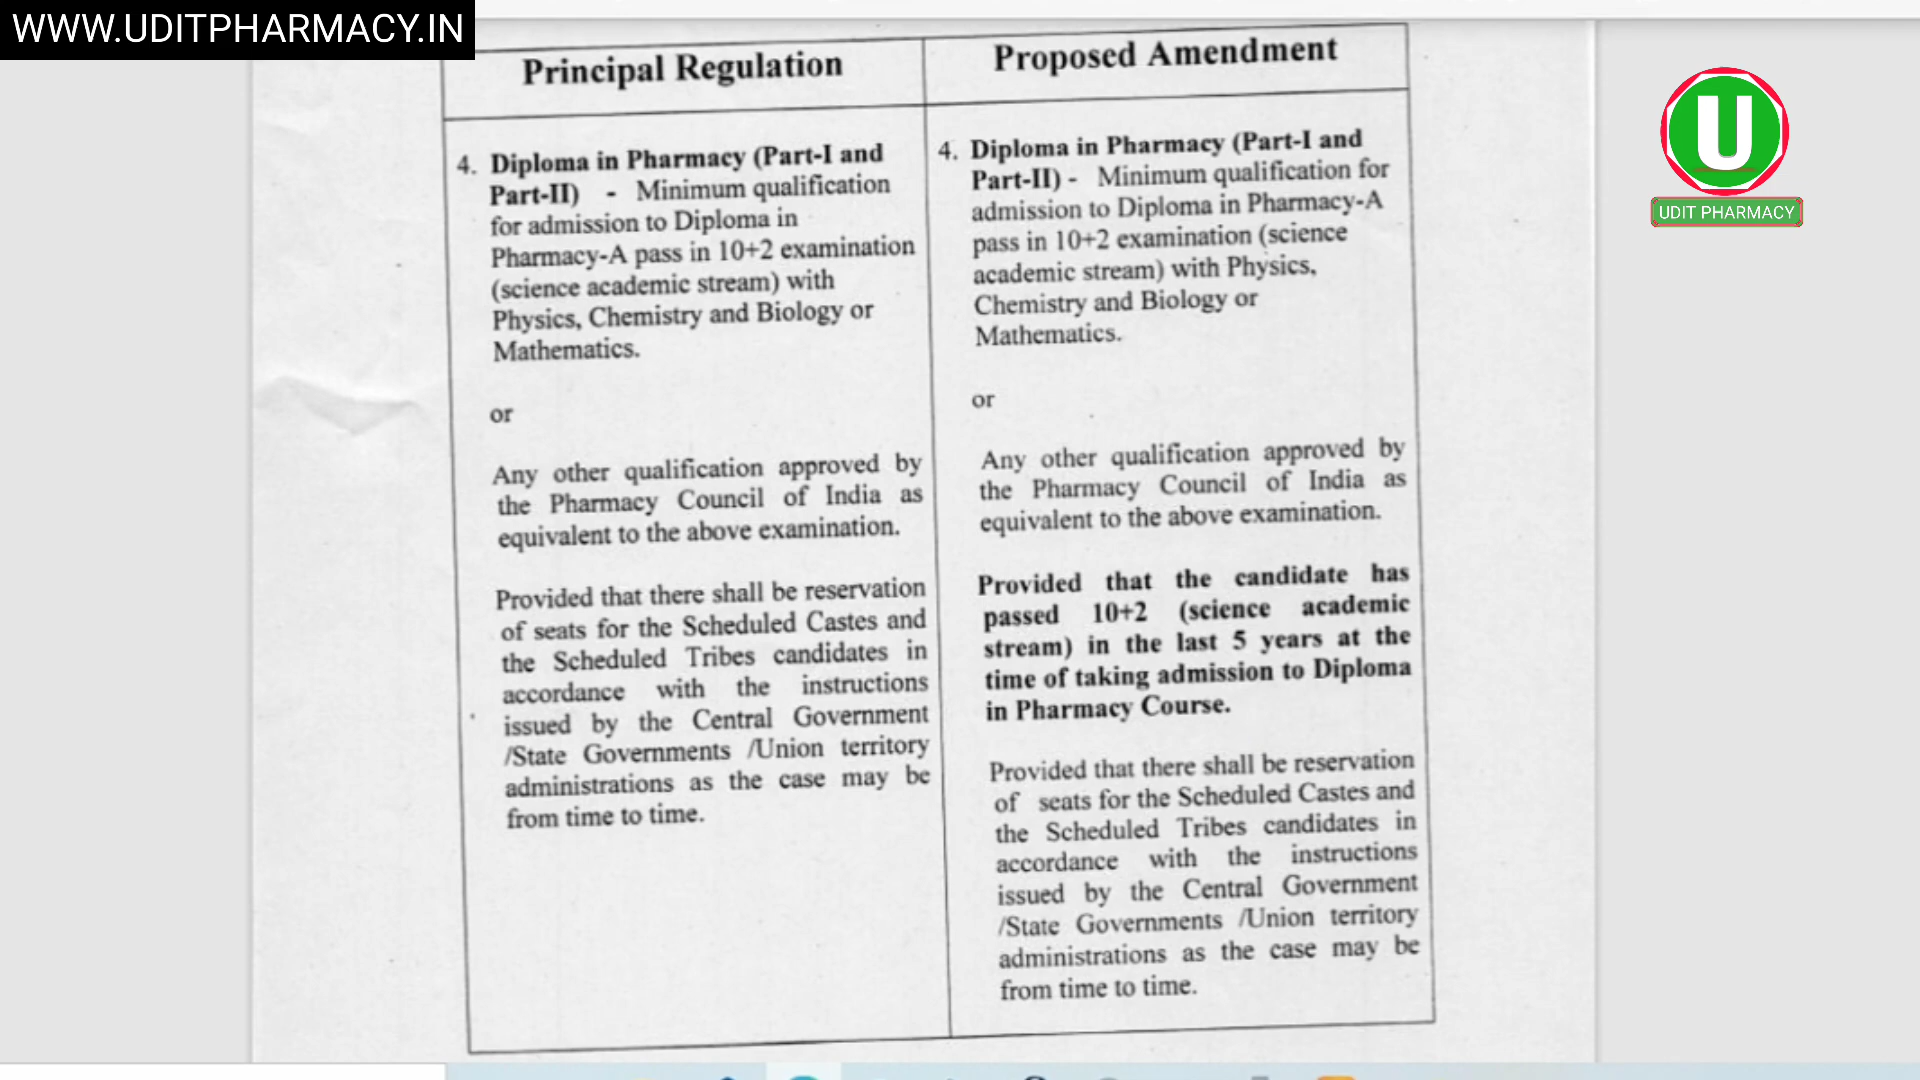 WWW.UDITPHARMACY.IN
Principal Regulation
4. Diploma in Pharmacy (Part-I and
Part-II) - Minimum qualification
for admission to Diploma in
Pharmacy-A pass in 10+2 examination
(science academic stream) with
Physics, Chemistry and Biology or
Mathematics.
or
Any other qualification approved by
the Pharmacy Council of India as
equivalent to the above examination.
Provided that there shall be reservation
of seats for the Scheduled Castes and
the Scheduled Tribes candidates in
accordance with the instructions
issued by the Central Government
/State Governments /Union territory
administrations as the case may be
from time to time.
Proposed Amendment
4. Diploma in Pharmacy (Part-I and
Part-II) - Minimum qualification for
admission to Diploma in Pharmacy-A
pass in 10+2 examination (science
academic stream) with Physics,
Chemistry and Biology or
Mathematics.
or
Any other qualification approved by
the Pharmacy Council of India as
equivalent to the above examination.
Provided that the candidate has
passed 10+2 (science academic
stream) in the last 5 years at the
time of taking admission to Diploma
in Pharmacy Course.
Provided that there shall be reservation
of seats for the Scheduled Castes and
the Scheduled Tribes candidates in
accordance with the instructions
issued by the Central Government
/State Governments /Union territory
administrations as the case may be
from time to time.
U
UDIT PHARMACY